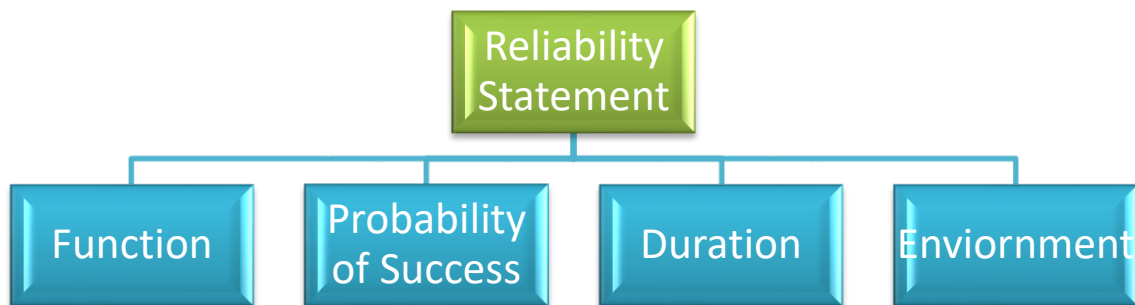 Reliability
Statement
Function
Probability
of Success
Duration
Enviornment